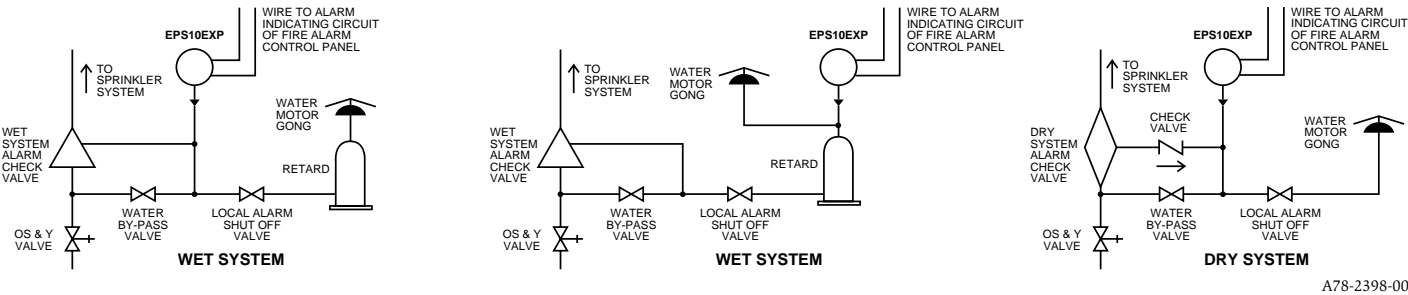 WIRE TO ALARM
INDICATING CIRCUIT
OF FIRE ALARM
CONTROL PANEL
EPS10EXP
TO
SPRINKLER
SYSTEM
WATER
MOTOR
GONG
WET
SYSTEM
ALARM
CHECK
VALVE
RETARD
WATER
BY-PASS
VALVE
LOCAL ALARM
SHUT OFF
VALVE
OS & Y
VALVE
WET SYSTEM
WIRE TO ALARM
INDICATING CIRCUIT
OF FIRE ALARM
CONTROL PANEL
EPS10EXP
TO
SPRINKLER
SYSTEM
WATER
MOTOR
GONG
WET
SYSTEM
ALARM
CHECK
VALVE
RETARD
WATER
BY-PASS
VALVE
LOCAL ALARM
SHUT OFF
VALVE
OS & Y
VALVE
WET SYSTEM
WIRE TO ALARM
INDICATING CIRCUIT
OF FIRE ALARM
CONTROL PANEL
EPS10EXP
TO
SPRINKLER
SYSTEM
CHECK
VALVE
WATER
MOTOR
GONG
DRY
SYSTEM
ALARM
CHECK
VALVE
WATER
BY-PASS
VALVE
LOCAL ALARM
SHUT OFF
VALVE
OS & Y
VALVE
DRY SYSTEM
A78-2398-00